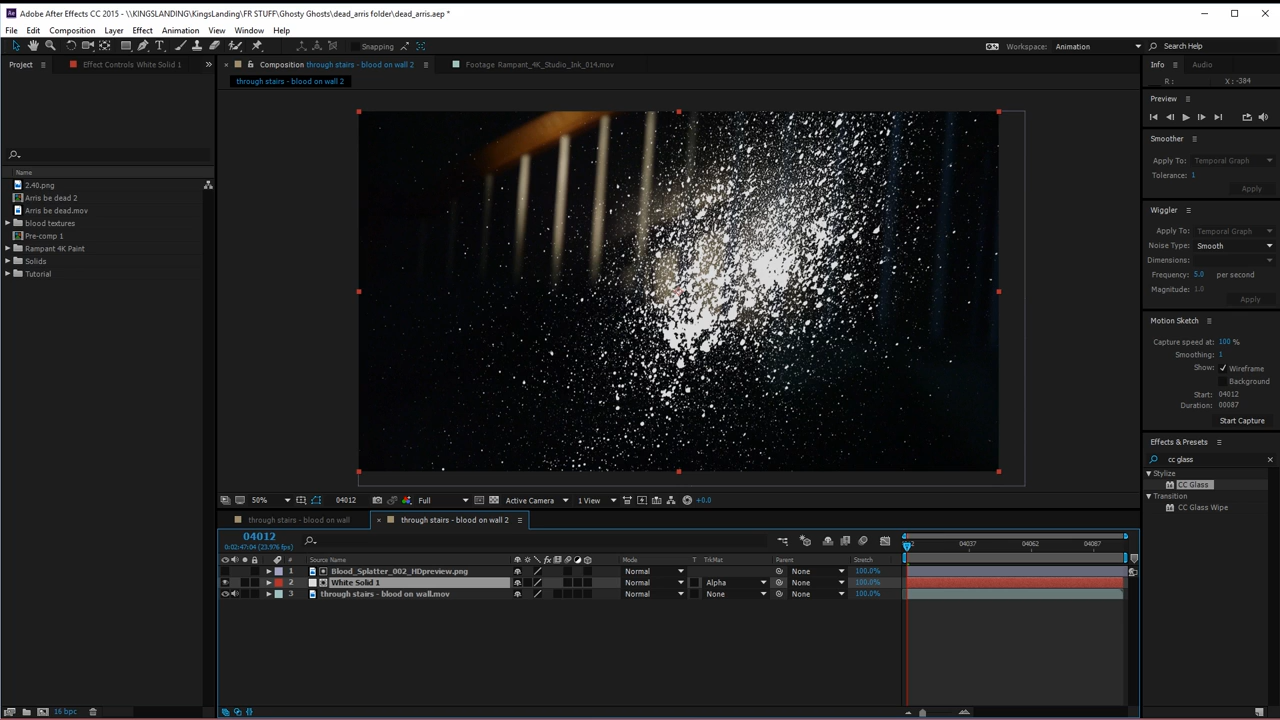 Adobe After Effects CC 2015 - \\KINGSLANDING\KingsLanding\FR STUFF\Ghosty Ghosts\dead_arris folder\dead_arris.aep *
File Edit Composition Layer Effect Animation View Window Help
Snapping
Workspace: Animation
Search Help
Project
Effect Controls White Solid 1
Composition through stairs - blood on wall 2
Footage Rampant_4K_Studio_Ink_014.mov
Info
Audio
through stairs - blood on wall 2
R :
X : -384
Preview
Smoother
Apply To: Temporal Graph
Tolerance: 1
Apply
Name
2.40.png
Arris be dead 2
Arris be dead.mov
blood textures
Pre-comp 1
Rampant 4K Paint
Solids
Tutorial
Wiggler
Apply To: Temporal Graph
Noise Type: Smooth
Dimensions:
Frequency: 5.0 per second
Magnitude: 1.0
Apply
Motion Sketch
Capture speed at: 100 %
Smoothing: 1
Show: Wireframe
Background
Start: 04012
Duration: 00087
Start Capture
Effects & Presets
cc glass
Stylize
CC Glass
Transition
CC Glass Wipe
50%
04012
Full
Active Camera
1 View
+0.0
through stairs - blood on wall
through stairs - blood on wall 2
04012
0:02:47:04 (23.976 fps)
04037
04062
04087
# Source Name Mode T TrkMat Parent Stretch
1 Blood_Splatter_002_HDpreview.png Normal None 100.0%
2 White Solid 1 Normal Alpha None 100.0%
3 through stairs - blood on wall.mov Normal None None 100.0%
16 bpc